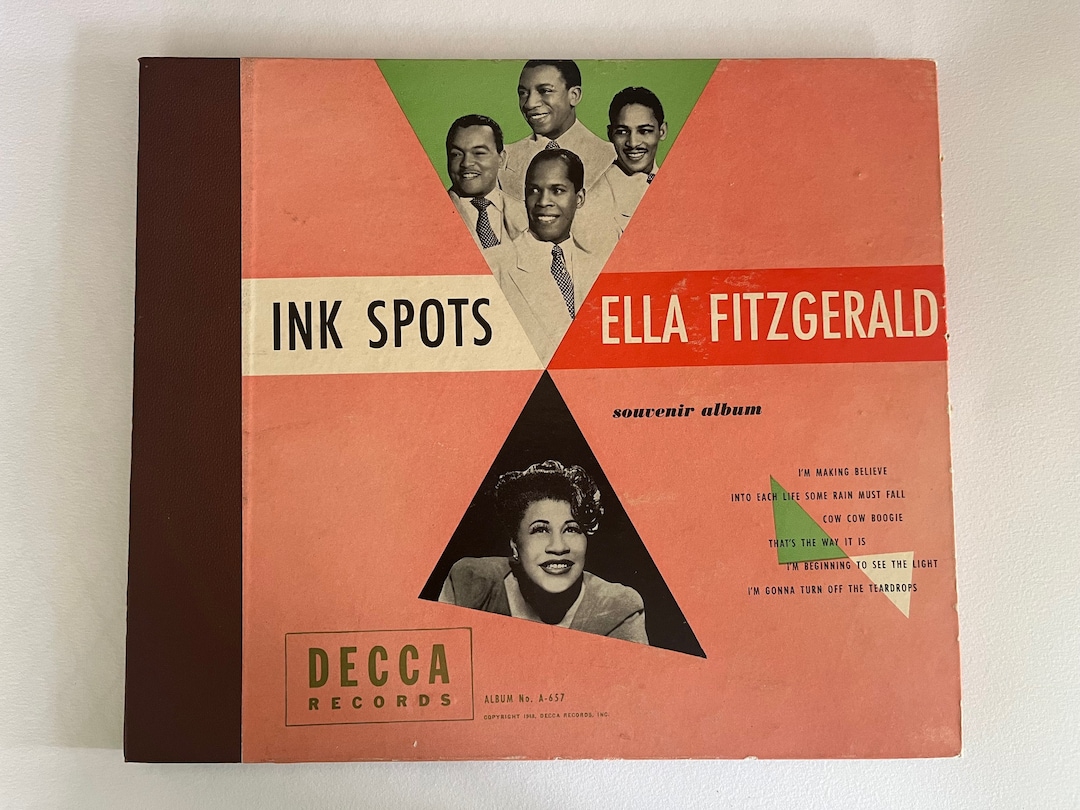 INK SPOTS
ELLA FITZGERALD
souvenir album
I'M MAKING BELIEVE
INTO EACH LIFE SOME RAIN MUST FALL
COW COW BOOGIE
THAT'S THE WAY IT IS
I'M BEGINNING TO SEE THE LIGHT
I'M GONNA TURN OFF THE TEARDROPS
DECCA
RECORDS
ALBUM No. A-657
COPYRIGHT DECCA RECORDS, INC.